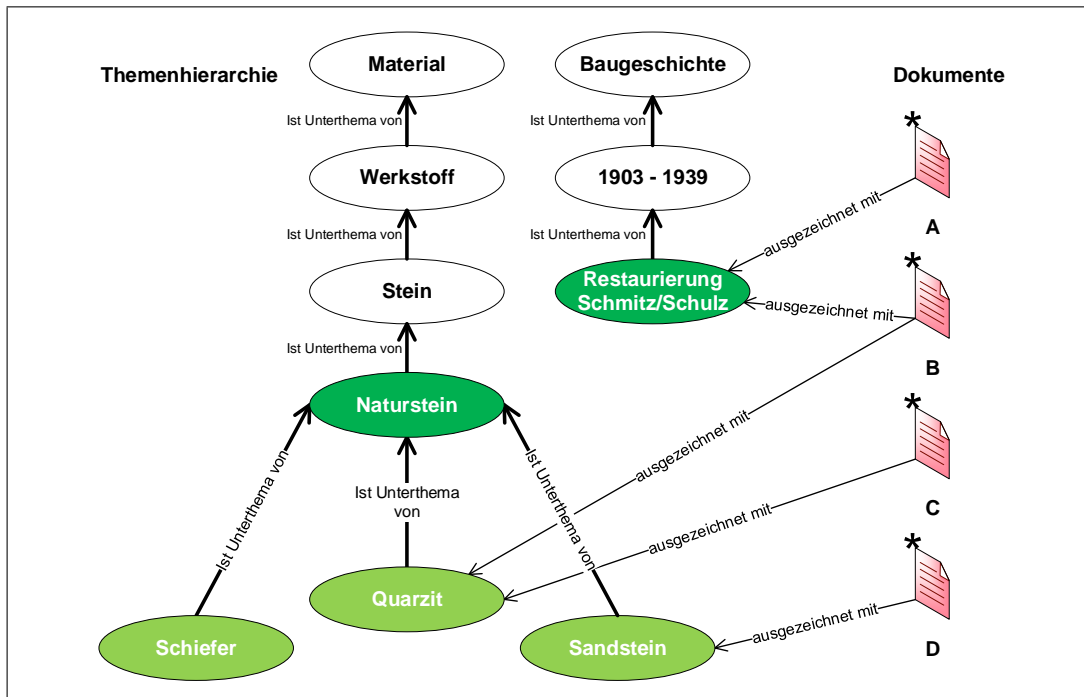 Themenhierarchie
Material
Baugeschichte
Dokumente
Ist Unterthema von
Ist Unterthema von
*
Werkstoff
1903 - 1939
A
ausgezeichnet mit
Ist Unterthema von
Ist Unterthema von
*
Stein
Restaurierung
Schmitz/Schulz
ausgezeichnet mit
B
Ist Unterthema von
Naturstein
*
ausgezeichnet mit
C
Ist Unterthema von
Ist Unterthema
von
Ist Unterthema von
ausgezeichnet mit
*
Quarzit
ausgezeichnet mit
D
Schiefer
Sandstein